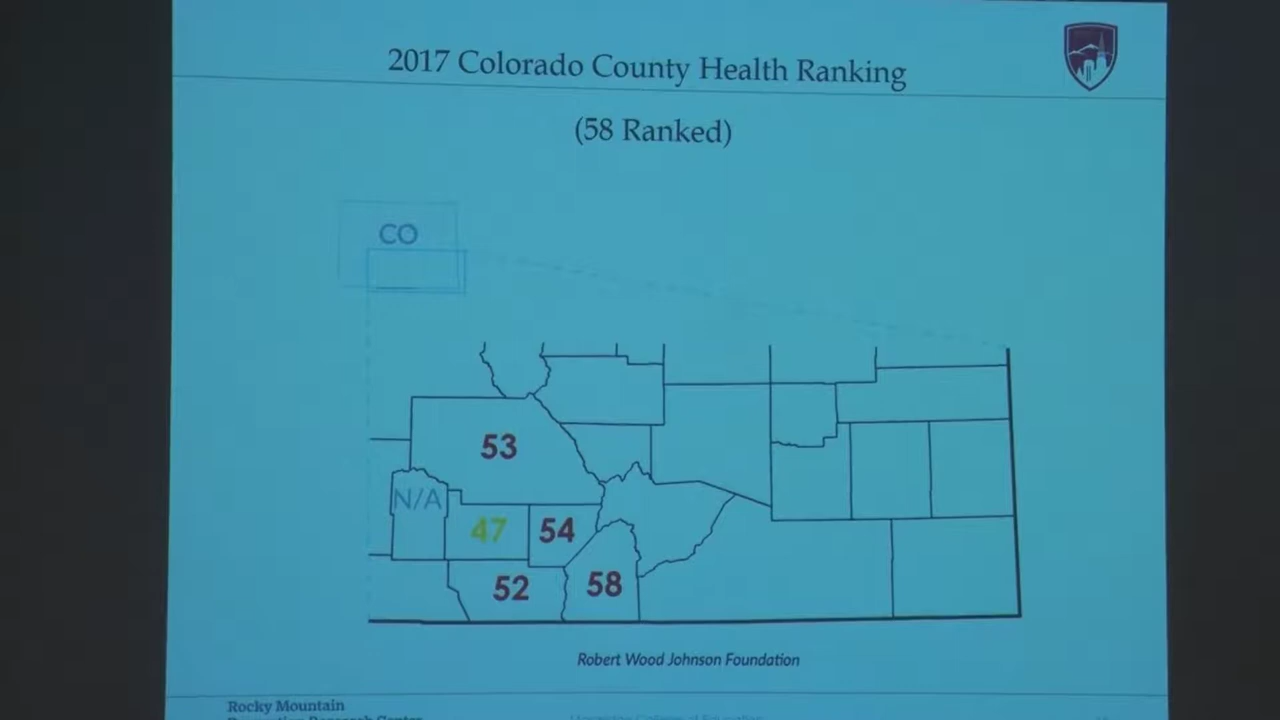 2017 Colorado County Health Ranking
(58 Ranked)
CO
53
N/A
47
54
52
58
Robert Wood Johnson Foundation
Rocky Mountain